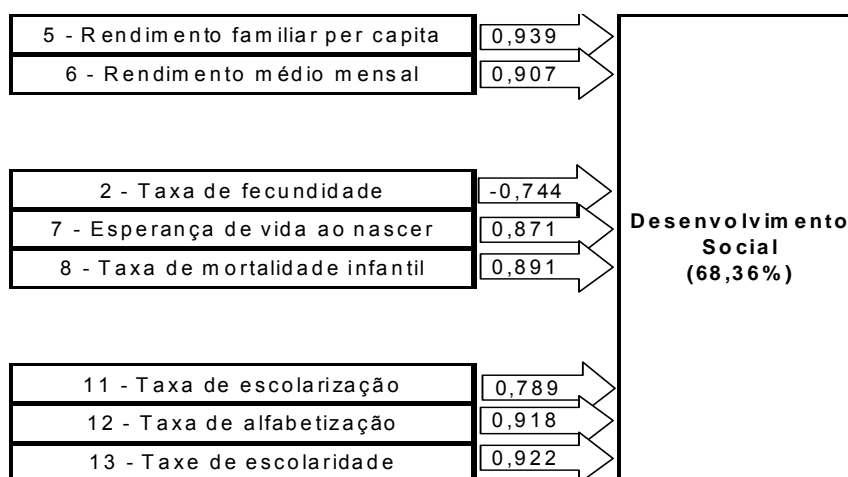 5 - Rendimento familiar per capita 0,939
6 - Rendimento médio mensal 0,907
2 - Taxa de fecundidade -0,744
7 - Esperança de vida ao nascer 0,871
8 - Taxa de mortalidade infantil 0,891
Desenvolvimento
Social
(68,36%)
11 - Taxa de escolarização 0,789
12 - Taxa de alfabetização 0,918
13 - Taxe de escolaridade 0,922